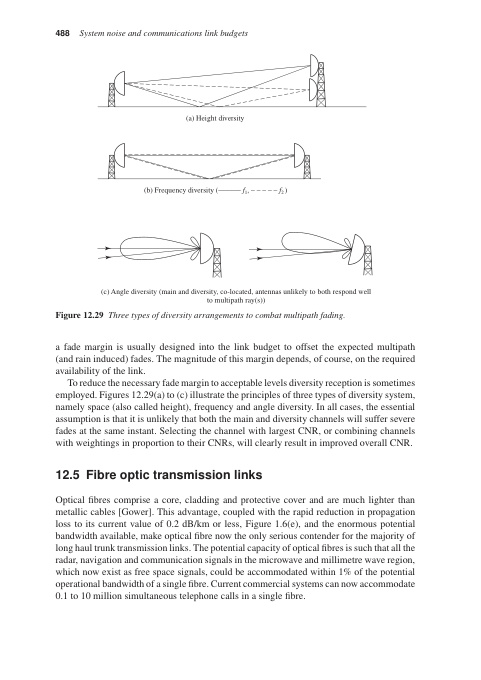 488 System noise and communications link budgets
(a) Height diversity
(b) Frequency diversity (——— f1, – – – – – f2)
(c) Angle diversity (main and diversity, co-located, antennas unlikely to both respond well
to multipath ray(s))
Figure 12.29 Three types of diversity arrangements to combat multipath fading.
a fade margin is usually designed into the link budget to offset the expected multipath
(and rain induced) fades. The magnitude of this margin depends, of course, on the required
availability of the link.
To reduce the necessary fade margin to acceptable levels diversity reception is sometimes
employed. Figures 12.29(a) to (c) illustrate the principles of three types of diversity system,
namely space (also called height), frequency and angle diversity. In all cases, the essential
assumption is that it is unlikely that both the main and diversity channels will suffer severe
fades at the same instant. Selecting the channel with largest CNR, or combining channels
with weightings in proportion to their CNRs, will clearly result in improved overall CNR.
12.5 Fibre optic transmission links
Optical fibres comprise a core, cladding and protective cover and are much lighter than
metallic cables [Gower]. This advantage, coupled with the rapid reduction in propagation
loss to its current value of 0.2 dB/km or less, Figure 1.6(e), and the enormous potential
bandwidth available, make optical fibre now the only serious contender for the majority of
long haul trunk transmission links. The potential capacity of optical fibres is such that all the
radar, navigation and communication signals in the microwave and millimetre wave region,
which now exist as free space signals, could be accommodated within 1% of the potential
operational bandwidth of a single fibre. Current commercial systems can now accommodate
0.1 to 10 million simultaneous telephone calls in a single fibre.